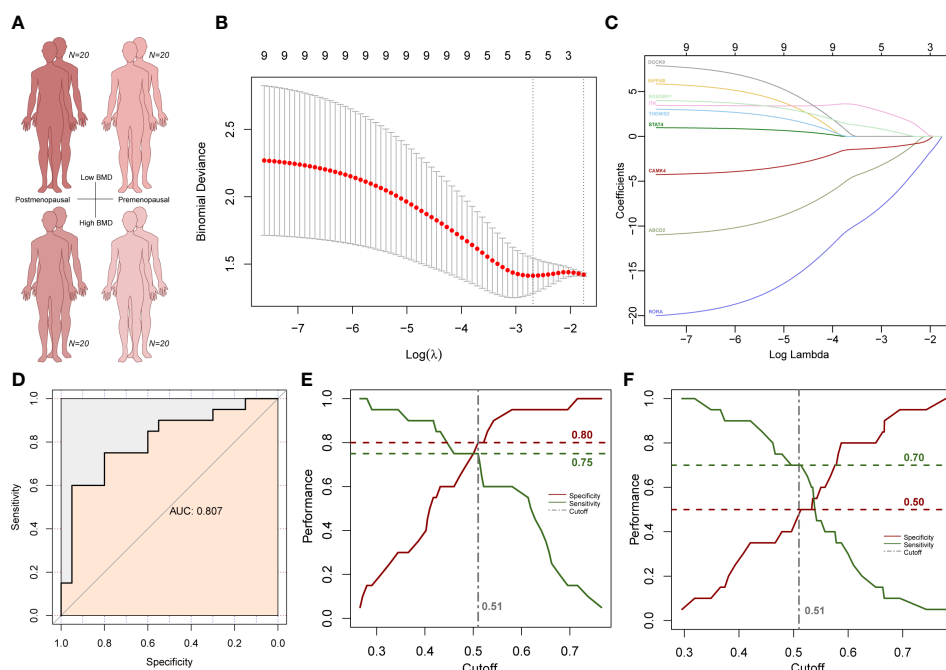 A
N=20
N=20
Low BMD
Postmenopausal
Premenopausal
High BMD
N=20
N=20
B
9 9 9 9 9 9 9 9 9 5 5 5 5 3
Binomial Deviance
2.5
2.0
1.5
−7 −6 −5 −4 −3 −2
Log(λ)
C
9 9 9 9 5 3
Coefficients
5
0
−5
−10
−15
−20
ITK
STAT4
CAMK4
ABCD2
RORA
−7 −6 −5 −4 −3 −2
Log Lambda
D
Sensitivity
1.0
0.8
0.6
0.4
0.2
0.0
AUC: 0.807
1.0 0.8 0.6 0.4 0.2 0.0
Specificity
E
Performance
1.0
0.8
0.6
0.4
0.2
0.0
0.80
0.75
Specificity
Sensitivity
Cutoff
0.51
0.3 0.4 0.5 0.6 0.7
Cutoff
F
Performance
1.0
0.8
0.6
0.4
0.2
0.0
0.70
0.50
Specificity
Sensitivity
Cutoff
0.51
0.3 0.4 0.5 0.6 0.7
Cutoff